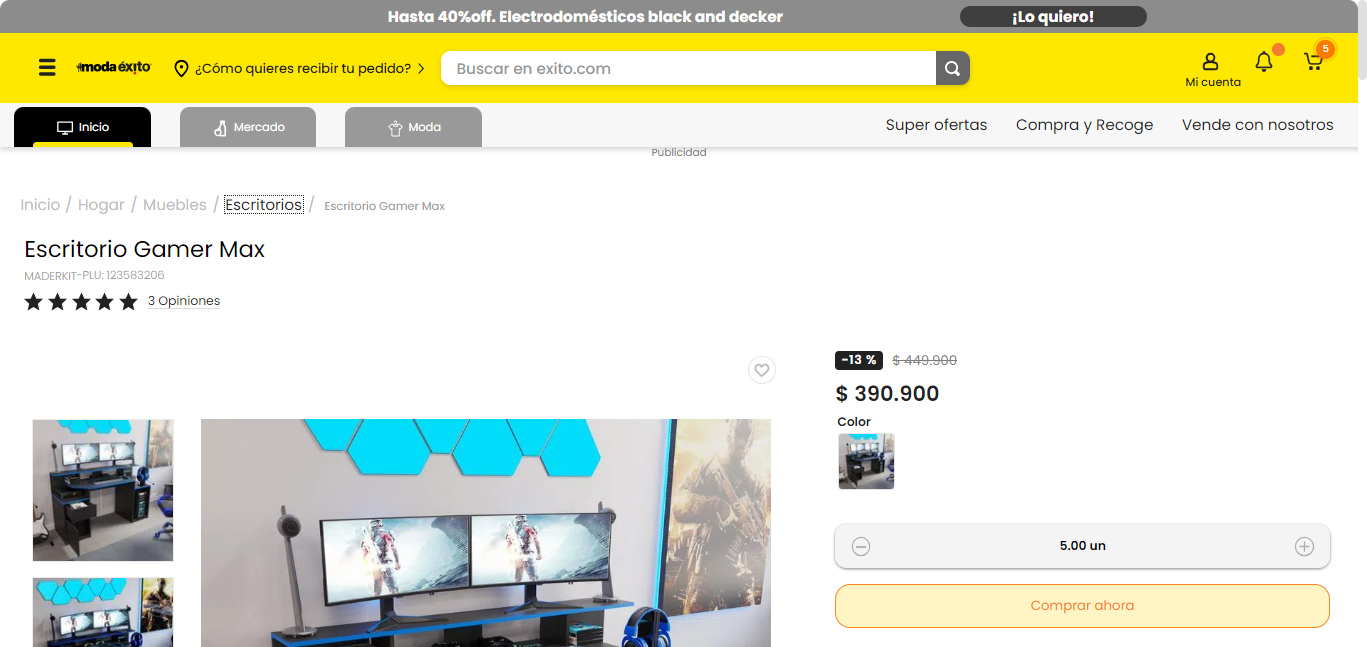 Hasta 40%off. Electrodomésticos black and decker ¡Lo quiero!
#moda éxito ¿Cómo quieres recibir tu pedido? Buscar en exito.com Mi cuenta 5
Inicio Mercado Moda Super ofertas Compra y Recoge Vende con nosotros
Publicidad
Inicio / Hogar / Muebles / Escritorios / Escritorio Gamer Max
Escritorio Gamer Max
MADERKIT-PLU: 123583206
3 Opiniones
-13 % $ 449.900
$ 390.900
Color
5.00 un
Comprar ahora